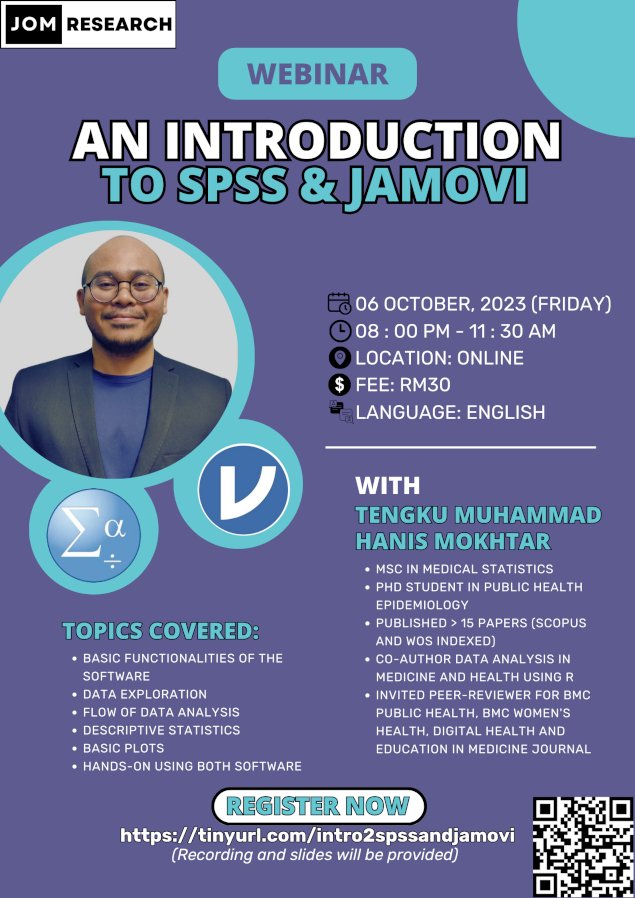 JOM RESEARCH
WEBINAR
AN INTRODUCTION
TO SPSS & JAMOVI
06 OCTOBER, 2023 (FRIDAY)
08 : 00 PM - 11 : 30 AM
LOCATION: ONLINE
FEE: RM30
LANGUAGE: ENGLISH
WITH
TENGKU MUHAMMAD
HANIS MOKHTAR
• MSC IN MEDICAL STATISTICS
• PHD STUDENT IN PUBLIC HEALTH
EPIDEMIOLOGY
• PUBLISHED > 15 PAPERS (SCOPUS
AND WOS INDEXED)
• CO-AUTHOR DATA ANALYSIS IN
MEDICINE AND HEALTH USING R
• INVITED PEER-REVIEWER FOR BMC
PUBLIC HEALTH, BMC WOMEN'S
HEALTH, DIGITAL HEALTH AND
EDUCATION IN MEDICINE JOURNAL
Σ α
÷
TOPICS COVERED:
• BASIC FUNCTIONALITIES OF THE
SOFTWARE
• DATA EXPLORATION
• FLOW OF DATA ANALYSIS
• DESCRIPTIVE STATISTICS
• BASIC PLOTS
• HANDS-ON USING BOTH SOFTWARE
REGISTER NOW
https://tinyurl.com/intro2spssandjamovi
(Recording and slides will be provided)